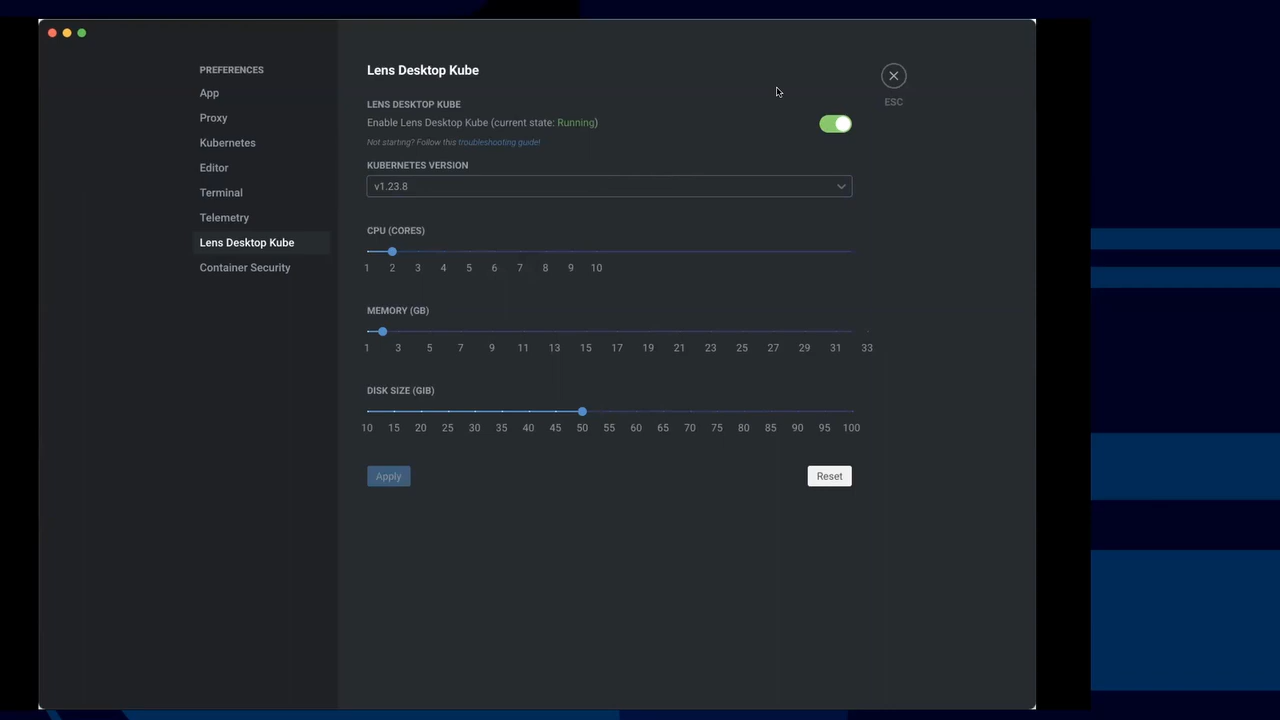 PREFERENCES
App
Proxy
Kubernetes
Editor
Terminal
Telemetry
Lens Desktop Kube
Container Security
Lens Desktop Kube
ESC
LENS DESKTOP KUBE
Enable Lens Desktop Kube (current state: Running)
Not starting? Follow this troubleshooting guide!
KUBERNETES VERSION
v1.23.8
CPU (CORES)
1 2 3 4 5 6 7 8 9 10
MEMORY (GB)
1 3 5 7 9 11 13 15 17 19 21 23 25 27 29 31 33
DISK SIZE (GIB)
10 15 20 25 30 35 40 45 50 55 60 65 70 75 80 85 90 95 100
Apply Reset